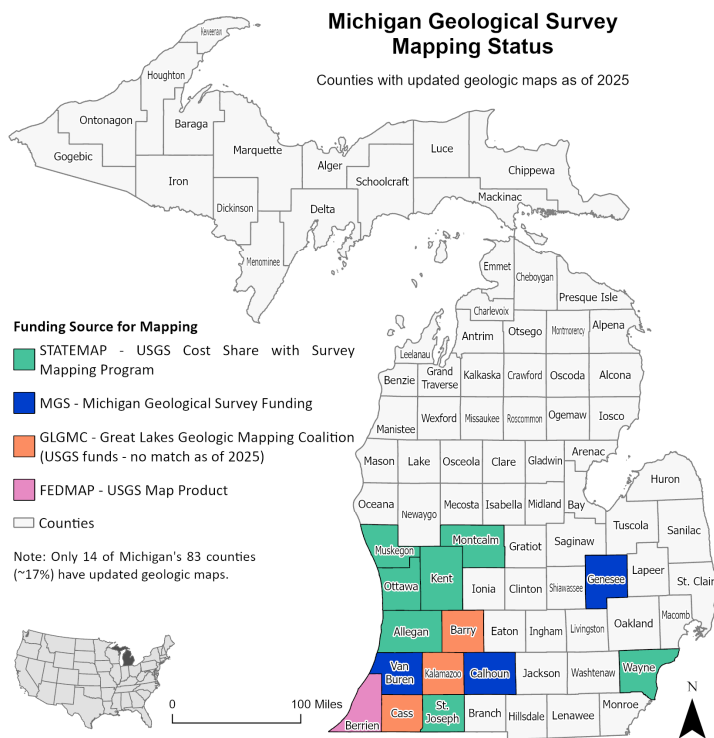 Michigan Geological Survey
Mapping Status
Counties with updated geologic maps as of 2025
Keweenaw
Houghton
Ontonagon
Baraga
Gogebic
Marquette
Iron
Alger
Luce
Chippewa
Schoolcraft
Mackinac
Dickinson
Delta
Menominee
Emmet
Cheboygan
Presque Isle
Charlevoix
Antrim
Otsego
Montmorency
Alpena
Leelanau
Benzie
Grand
Traverse
Kalkaska
Crawford
Oscoda
Alcona
Manistee
Wexford
Missaukee
Roscommon
Ogemaw
Iosco
Mason
Lake
Osceola
Clare
Gladwin
Arenac
Huron
Oceana
Newaygo
Mecosta
Isabella
Midland
Bay
Tuscola
Sanilac
Muskegon
Montcalm
Gratiot
Saginaw
Ottawa
Kent
Ionia
Clinton
Shiawassee
Genesee
Lapeer
St. Clair
Allegan
Barry
Eaton
Ingham
Livingston
Oakland
Macomb
Van
Buren
Kalamazoo
Calhoun
Jackson
Washtenaw
Wayne
Berrien
Cass
St.
Joseph
Branch
Hillsdale
Lenawee
Monroe
Funding Source for Mapping
STATEMAP - USGS Cost Share with Survey
Mapping Program
MGS - Michigan Geological Survey Funding
GLGMC - Great Lakes Geologic Mapping Coalition
(USGS funds - no match as of 2025)
FEDMAP - USGS Map Product
Counties
Note: Only 14 of Michigan's 83 counties
(~17%) have updated geologic maps.
0
100 Miles
N